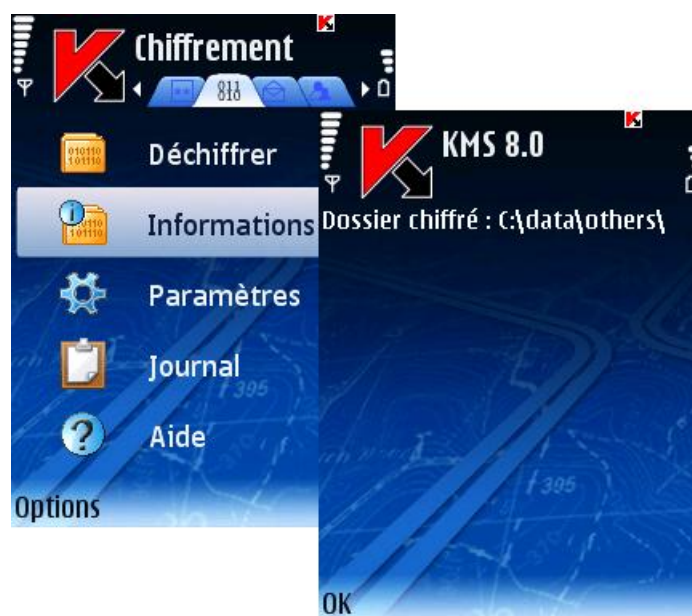 Chiffrement
Déchiffrer
Informations
Paramètres
Journal
Aide
Options
KMS 8.0
Dossier chiffré : C:\data\others\
OK